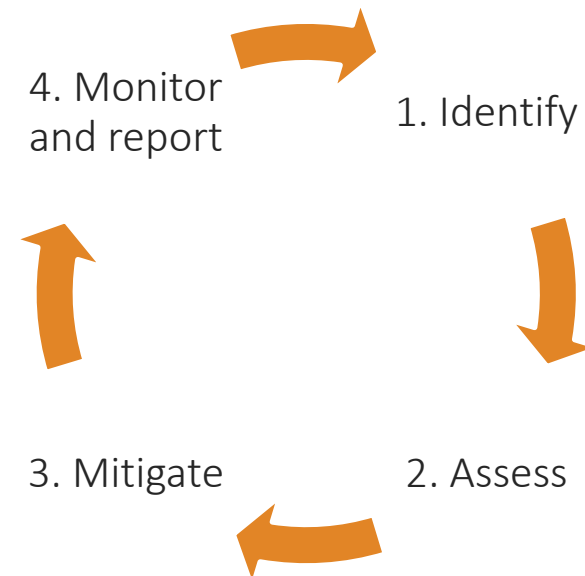 4. Monitor
and report
1. Identify
3. Mitigate
2. Assess